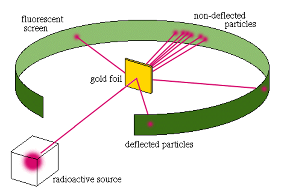 fluorescent
screen
non-deflected
particles
gold foil
deflected particles
radioactive source